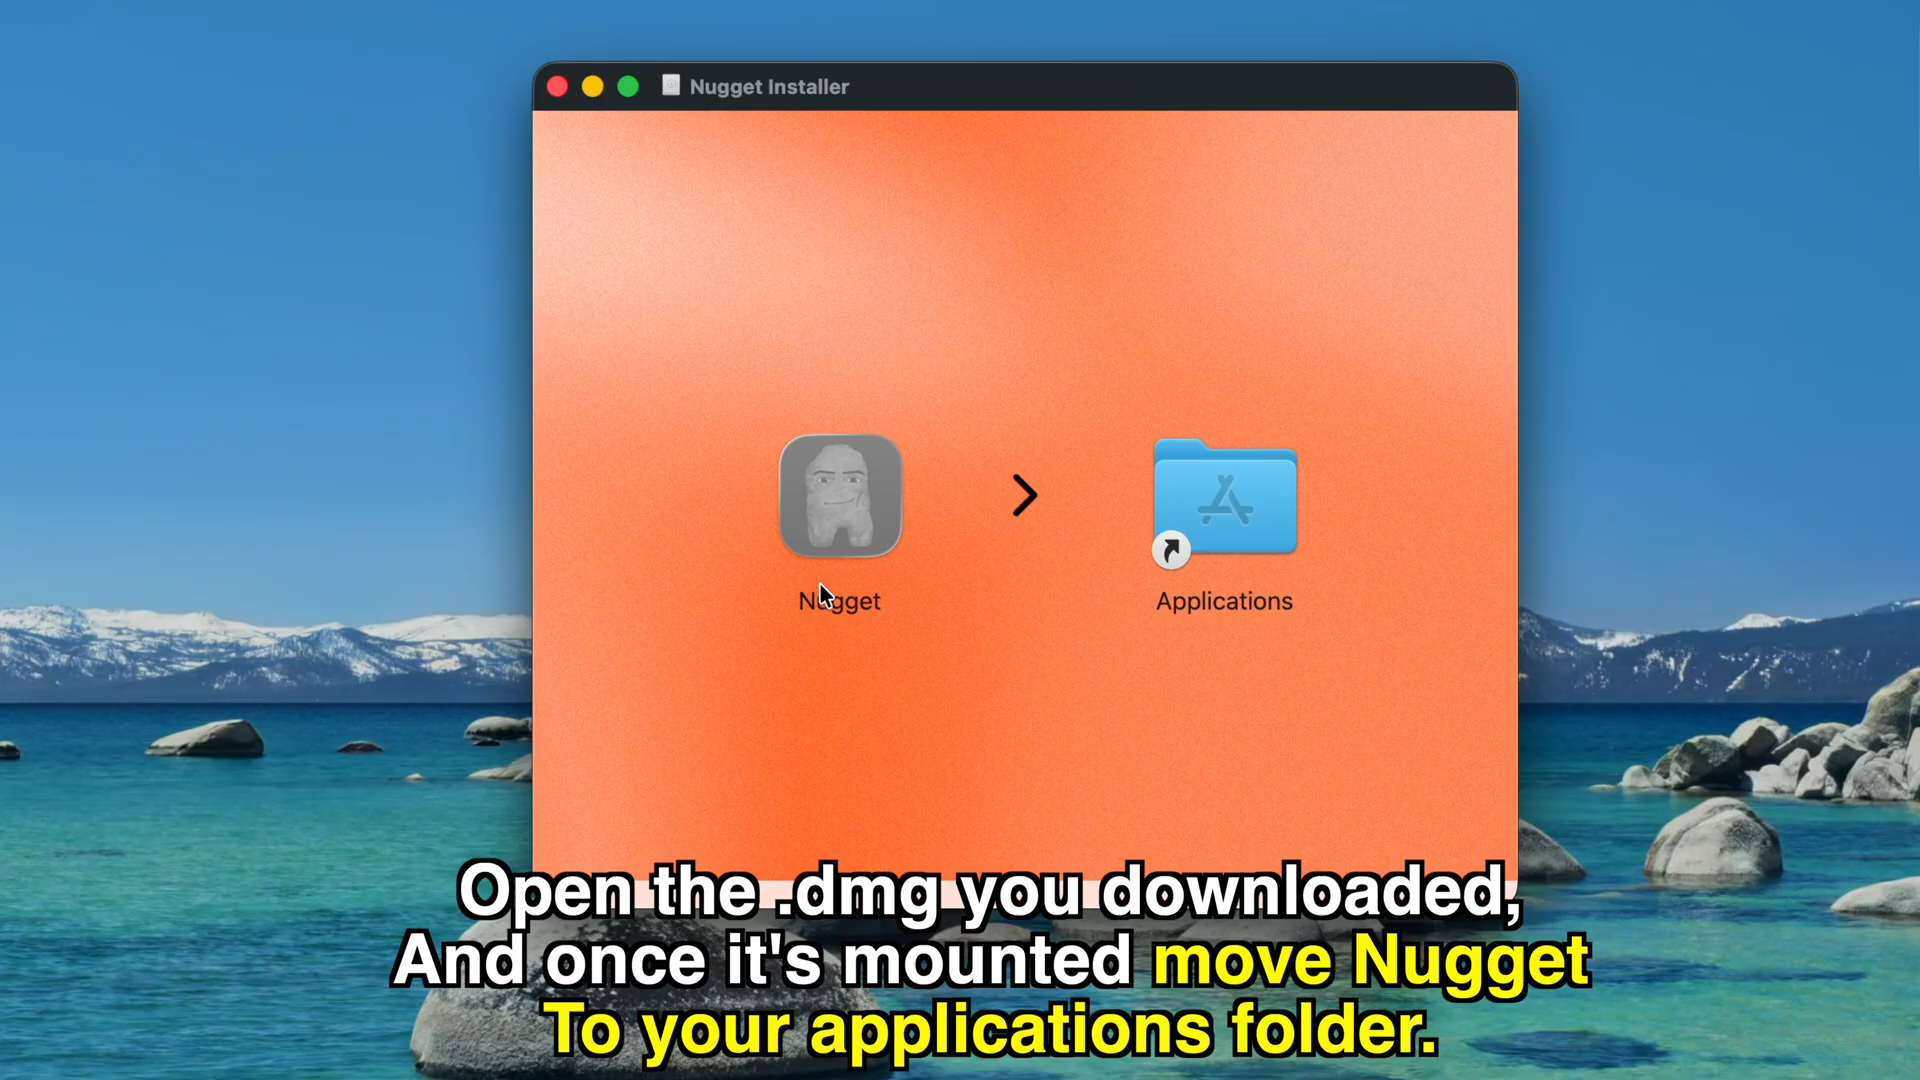 Nugget Installer
Nugget
Applications
Open the .dmg you downloaded,
And once it's mounted move Nugget
To your applications folder.